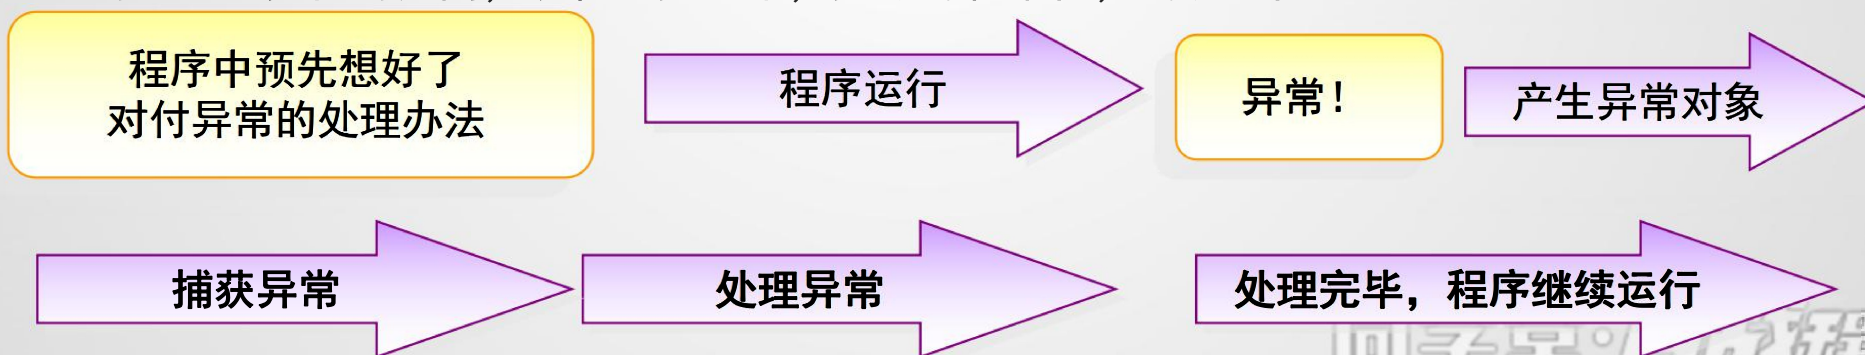 程序中预先想好了
对付异常的处理办法
程序运行
异常！
产生异常对象
捕获异常
处理异常
处理完毕，程序继续运行